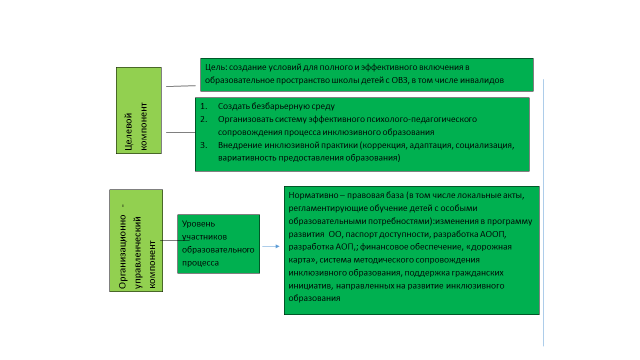 Целевой
компонент
Цель: создание условий для полного и эффективного включения в
образовательное пространство школы детей с ОВЗ, в том числе инвалидов
1. Создать безбарьерную среду
2. Организовать систему эффективного психолого-педагогического
сопровождения процесса инклюзивного образования
3. Внедрение инклюзивной практики (коррекция, адаптация, социализация,
вариативность предоставления образования)
Организационно -
управленческий
компонент
Уровень
участников
образовательного
процесса
Нормативно – правовая база (в том числе локальные акты,
регламентирующие обучение детей с особыми
образовательными потребностями):изменения в программу
развития ОО, паспорт доступности, разработка АООП,
разработка АОП,; финансовое обеспечение, «дорожная
карта», система методического сопровождения
инклюзивного образования, поддержка гражданских
инициатив, направленных на развитие инклюзивного
образования